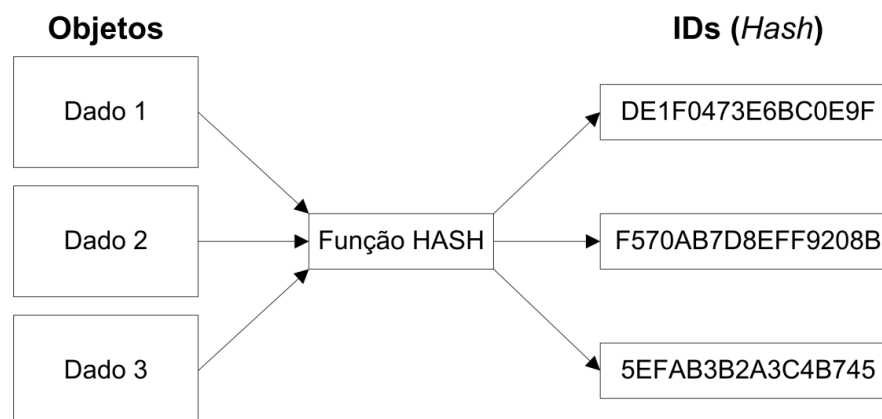 Objetos
IDs (Hash)
Dado 1
DE1F0473E6BC0E9F
Dado 2
Função HASH
F570AB7D8EFF9208B
Dado 3
5EFAB3B2A3C4B745